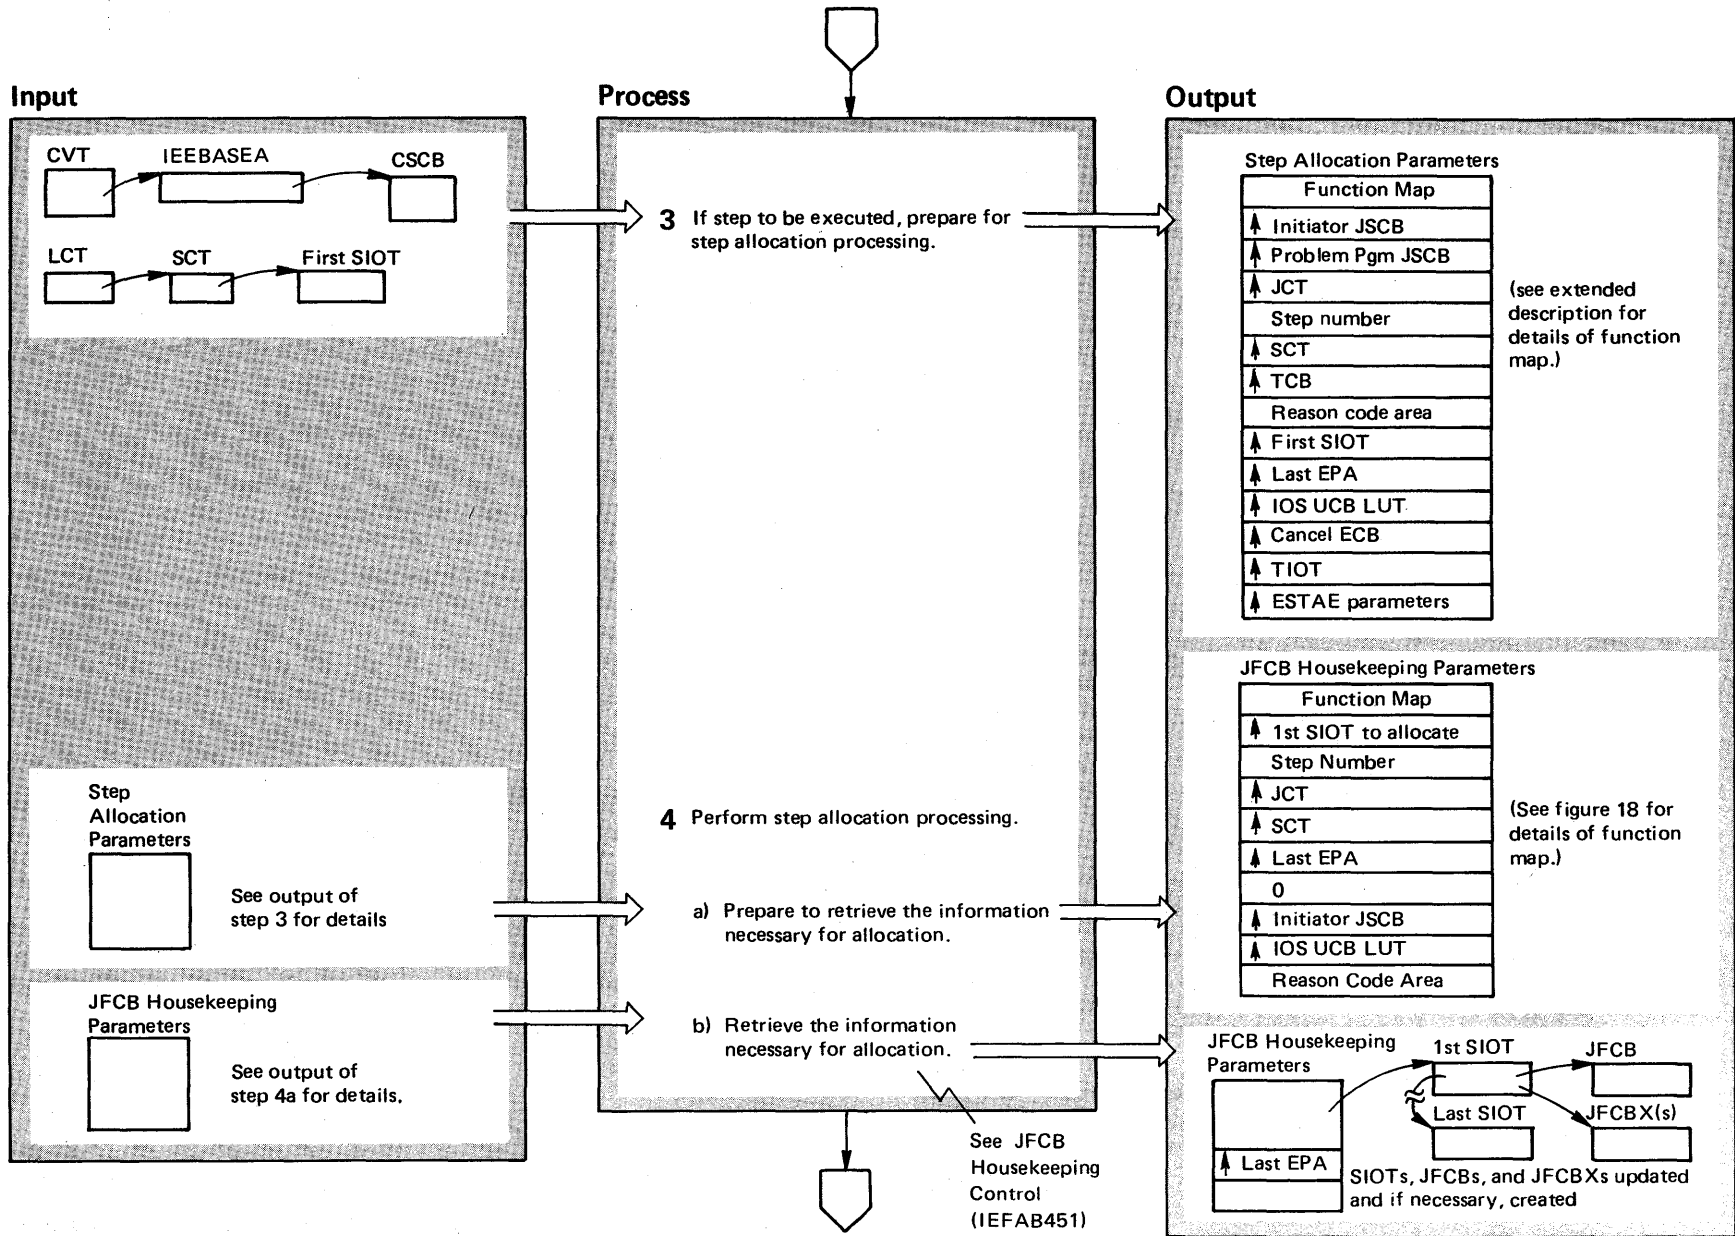 Input
CVT
IEEBASEA
CSCB
LCT
SCT
First SIOT
Step
Allocation
Parameters
See output of
step 3 for details
JFCB Housekeeping
Parameters
See output of
step 4a for details.
Process
3 If step to be executed, prepare for
step allocation processing.
4 Perform step allocation processing.
a) Prepare to retrieve the information
necessary for allocation.
b) Retrieve the information
necessary for allocation.
See JFCB
Housekeeping
Control
(IEFAB451)
Output
Step Allocation Parameters
Function Map
Initiator JSCB
Problem Pgm JSCB
JCT
Step number
SCT
TCB
Reason code area
First SIOT
Last EPA
IOS UCB LUT
Cancel ECB
TIOT
ESTAE parameters
(see extended
description for
details of function
map.)
JFCB Housekeeping Parameters
Function Map
1st SIOT to allocate
Step Number
JCT
SCT
Last EPA
0
Initiator JSCB
IOS UCB LUT
Reason Code Area
(See figure 18 for
details of function
map.)
JFCB Housekeeping
Parameters
1st SIOT
JFCB
Last SIOT
JFCBX(s)
Last EPA
SIOTs, JFCBs, and JFCBXs updated
and if necessary, created